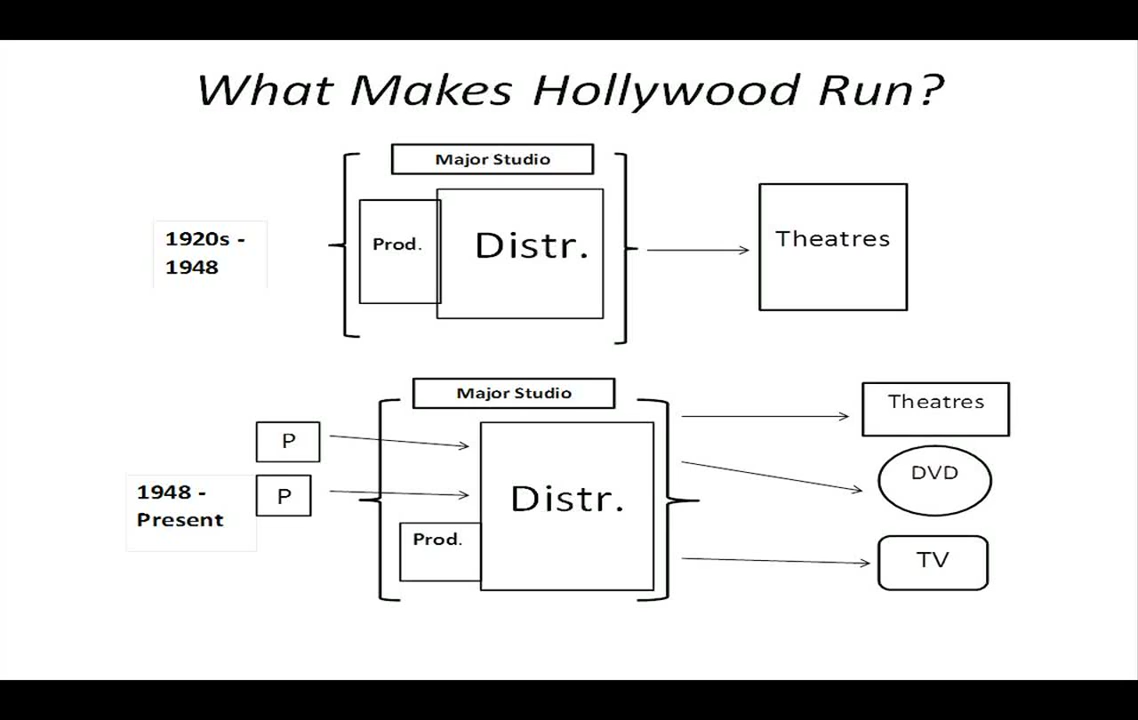 What Makes Hollywood Run?
Major Studio
1920s -
1948
Prod.
Distr.
Theatres
Major Studio
1948 -
Present
P
P
Prod.
Distr.
Theatres
DVD
TV